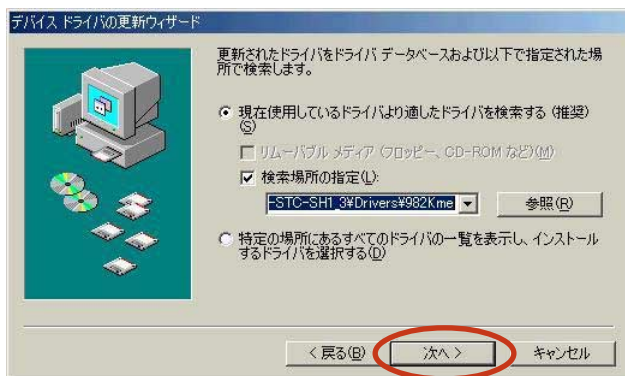 デバイス ドライバの更新ウィザード
更新されたドライバをドライバ データベースおよび以下で指定された場
所で検索します。
現在使用しているドライバより適したドライバを検索する (推奨)
(S)
リムーバブル メディア (フロッピー、CD-ROM など)(M)
検索場所の指定(L):
-STC-SH1_3¥Drivers¥982Kme
参照(R)
特定の場所にあるすべてのドライバの一覧を表示し、インストール
するドライバを選択する(D)
< 戻る(B) 次へ > キャンセル